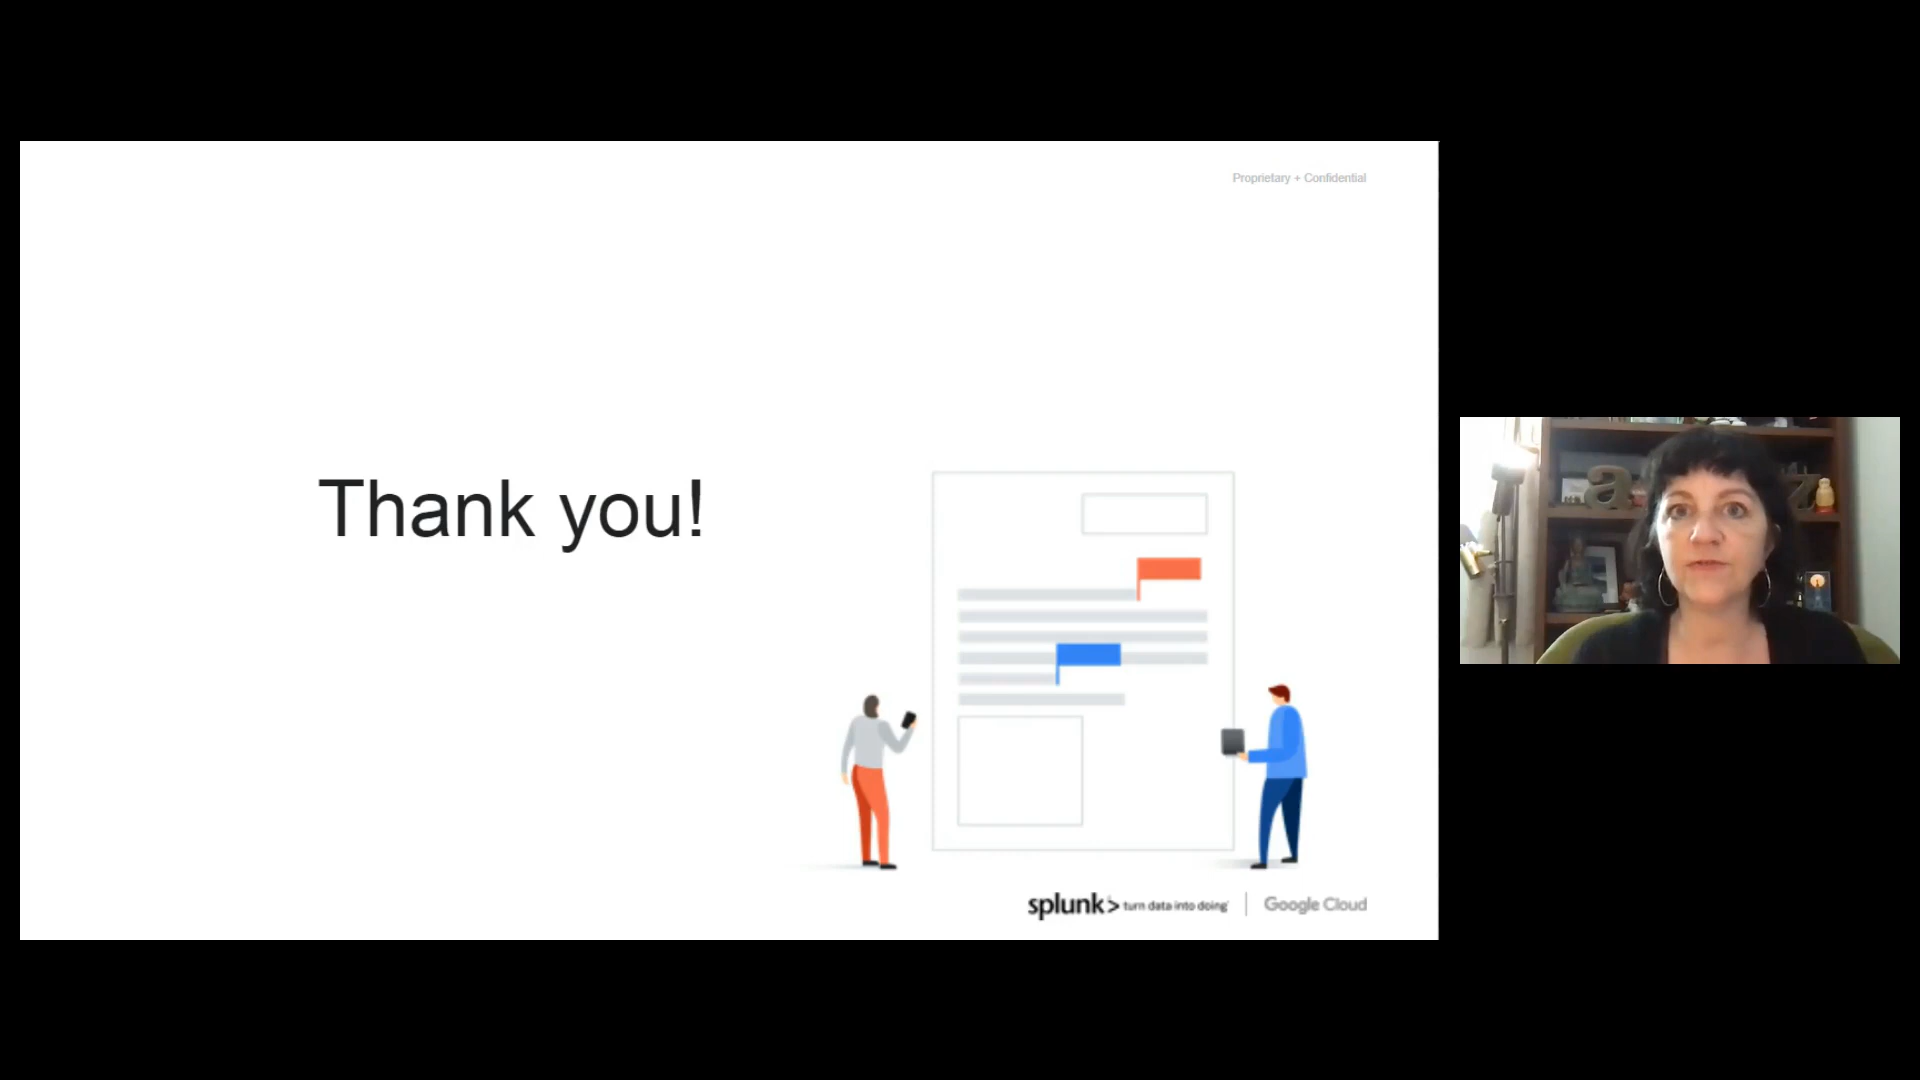 Proprietary + Confidential
Thank you!
splunk> turn data into doing | Google Cloud
a z